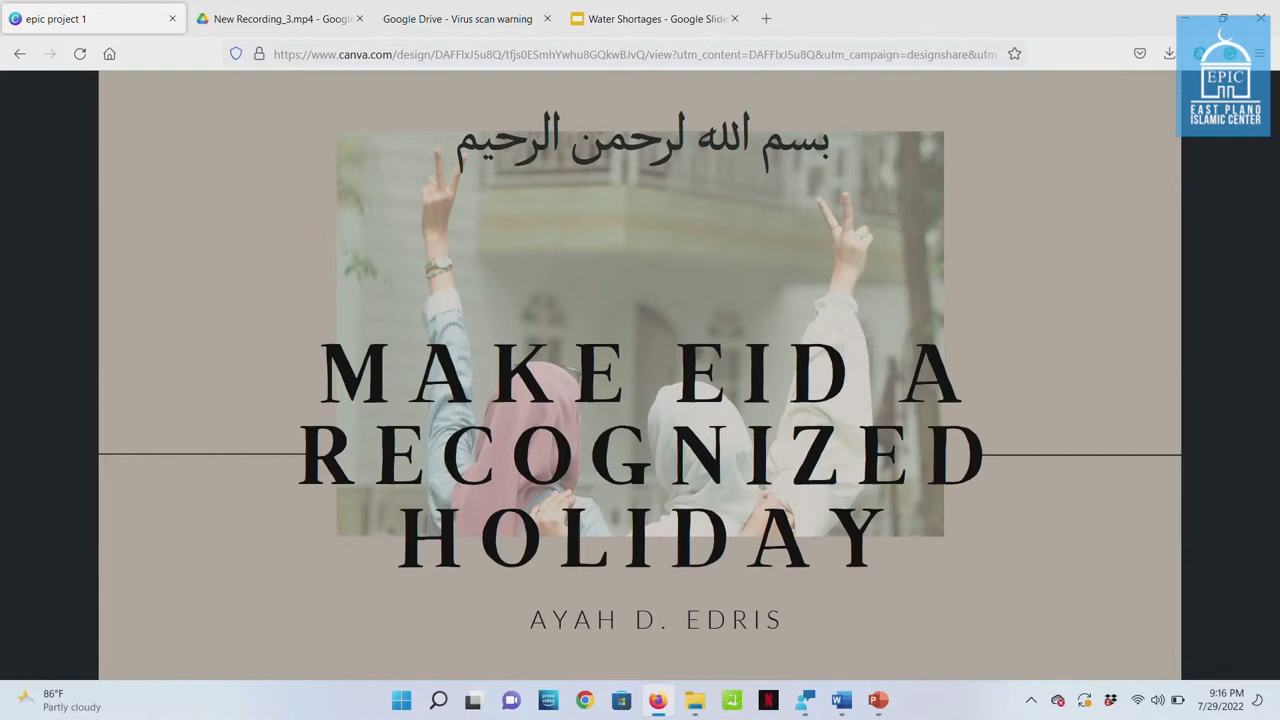 epic project 1
New Recording_3.mp4 - Google
Google Drive - Virus scan warning
Water Shortages - Google Slide
https://www.canva.com/design/DAFFlxJ5u8Q/tfjsFESmhYwhu8GQkwBJvQ/view?utm_content=DAFFlxJ5u8Q&utm_campaign=designshare&utm
EPIC
EAST PLANO
ISLAMIC CENTER
بسم الله لرحمن الرحيم
MAKE EID A
RECOGNIZED
HOLIDAY
AYAH D. EDRIS
86°F
Partly cloudy
9:16 PM
7/29/2022